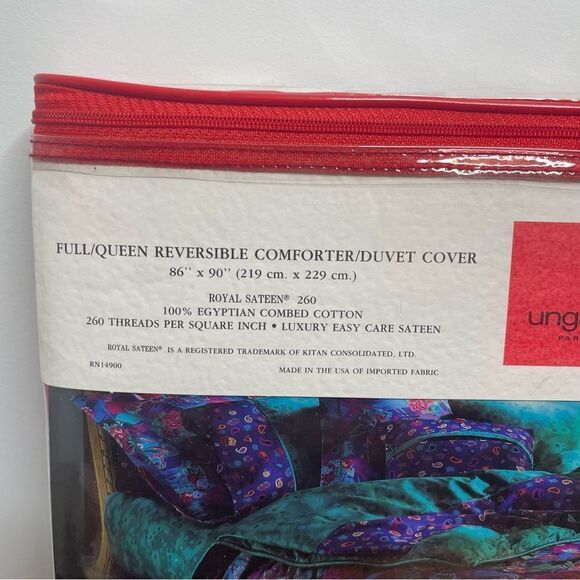 FULL/QUEEN REVERSIBLE COMFORTER/DUVET COVER
86" x 90" (219 cm. x 229 cm.)
ROYAL SATEEN® 260
100% EGYPTIAN COMBED COTTON
260 THREADS PER SQUARE INCH • LUXURY EASY CARE SATEEN
ROYAL SATEEN® IS A REGISTERED TRADEMARK OF KITAN CONSOLIDATED, LTD.
RN14900
MADE IN THE USA OF IMPORTED FABRIC